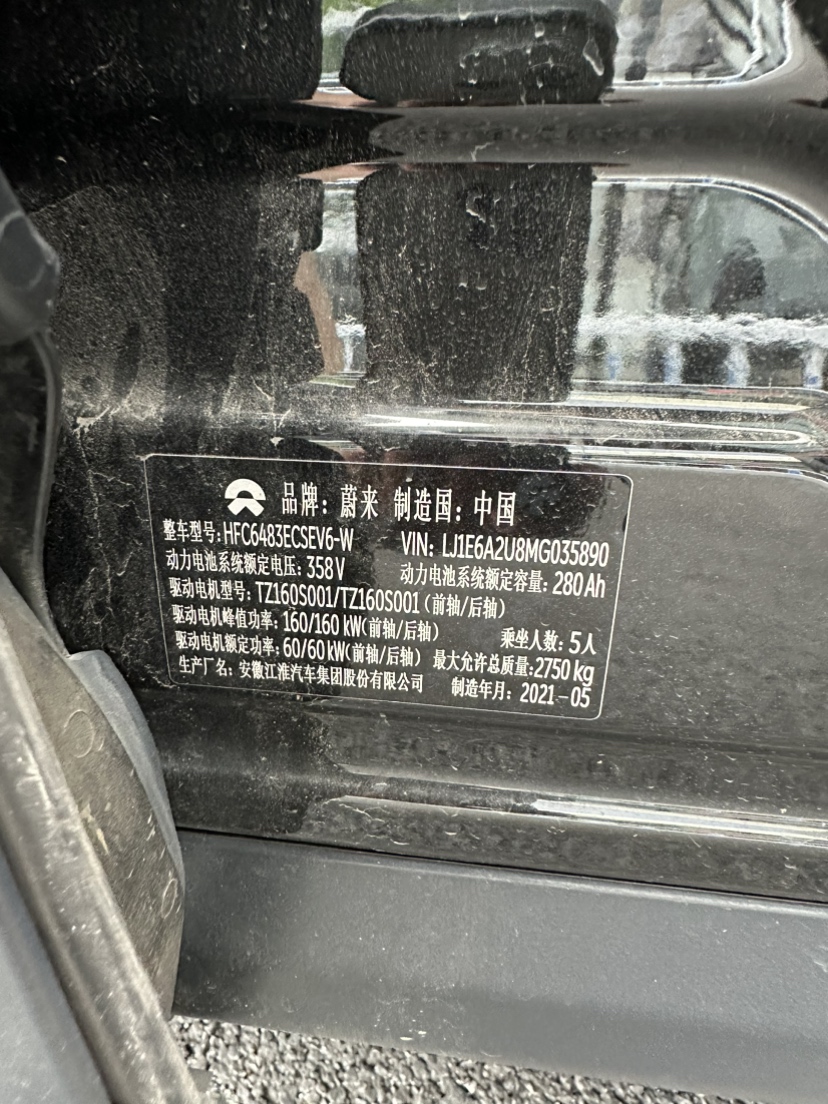 品牌：蔚来 制造国：中国
整车型号：HFC6483ECSEV6-W VIN：LJ1E6A2U8MG035890
动力电池系统额定电压：358V 动力电池系统额定容量：280Ah
驱动电机型号：TZ160S001/TZ160S001（前轴/后轴）
驱动电机峰值功率：160/160kW（前轴/后轴） 乘坐人数：5人
驱动电机额定功率：60/60kW（前轴/后轴） 最大允许总质量：2750kg
生产厂名：安徽江淮汽车集团股份有限公司 制造年月：2021-05